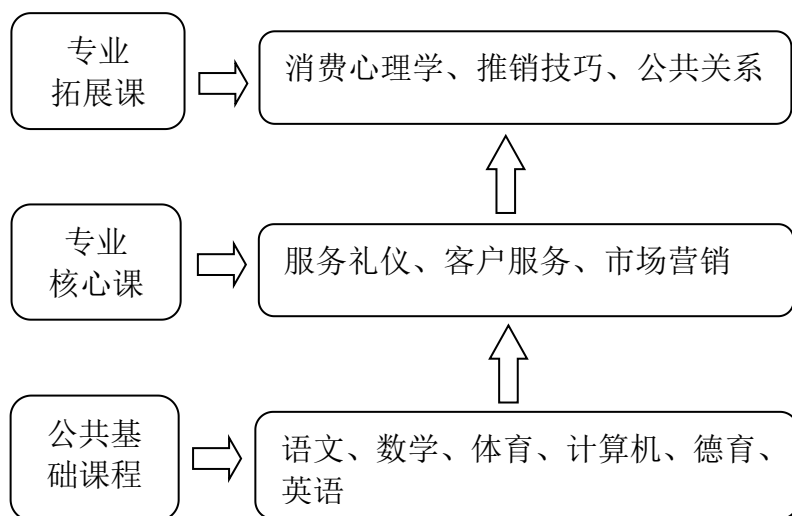 专业
拓展课
消费心理学、推销技巧、公共关系
专业
核心课
服务礼仪、客户服务、市场营销
公共基
础课程
语文、数学、体育、计算机、德育、
英语